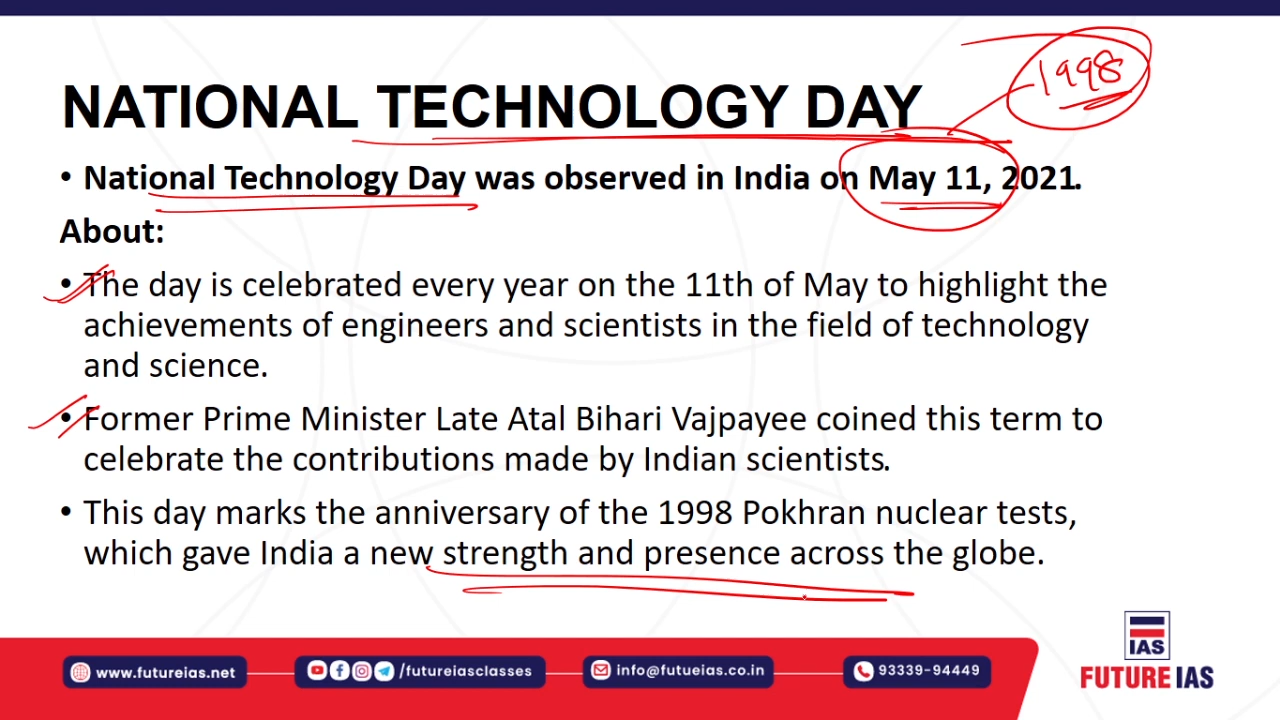 1998
NATIONAL TECHNOLOGY DAY
• National Technology Day was observed in India on May 11, 2021.
About:
• The day is celebrated every year on the 11th of May to highlight the
achievements of engineers and scientists in the field of technology
and science.
• Former Prime Minister Late Atal Bihari Vajpayee coined this term to
celebrate the contributions made by Indian scientists.
• This day marks the anniversary of the 1998 Pokhran nuclear tests,
which gave India a new strength and presence across the globe.
www.futureias.net
/futureiasclasses
info@futueias.co.in
93339-94449
IAS
FUTURE IAS